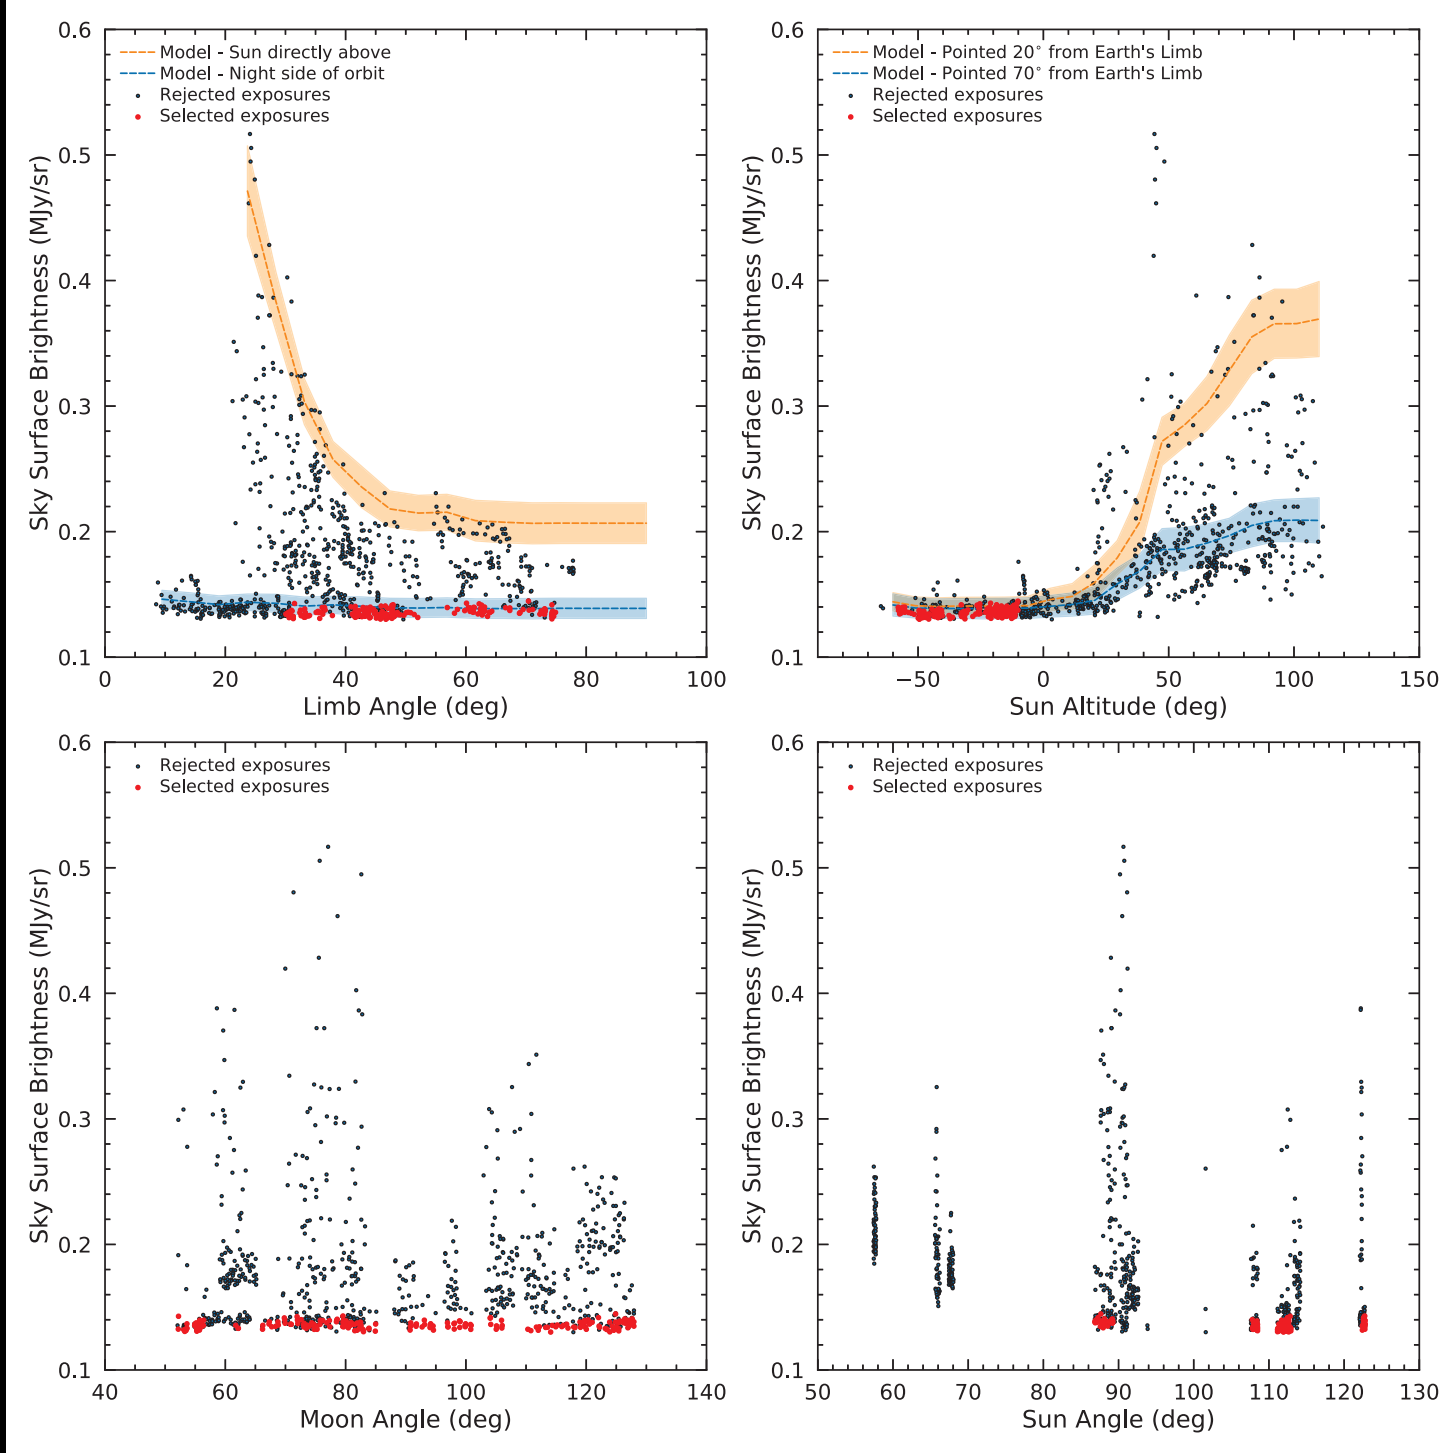 0.6
0.5
0.4
0.3
0.2
0.1
Sky Surface Brightness (MJy/sr)
Model - Sun directly above
Model - Night side of orbit
Rejected exposures
Selected exposures
0 20 40 60 80 100
Limb Angle (deg)
0.6
0.5
0.4
0.3
0.2
0.1
Sky Surface Brightness (MJy/sr)
Model - Pointed 20° from Earth's Limb
Model - Pointed 70° from Earth's Limb
Rejected exposures
Selected exposures
−50 0 50 100 150
Sun Altitude (deg)
0.6
0.5
0.4
0.3
0.2
0.1
Sky Surface Brightness (MJy/sr)
Rejected exposures
Selected exposures
40 60 80 100 120 140
Moon Angle (deg)
0.6
0.5
0.4
0.3
0.2
0.1
Sky Surface Brightness (MJy/sr)
Rejected exposures
Selected exposures
50 60 70 80 90 100 110 120 130
Sun Angle (deg)